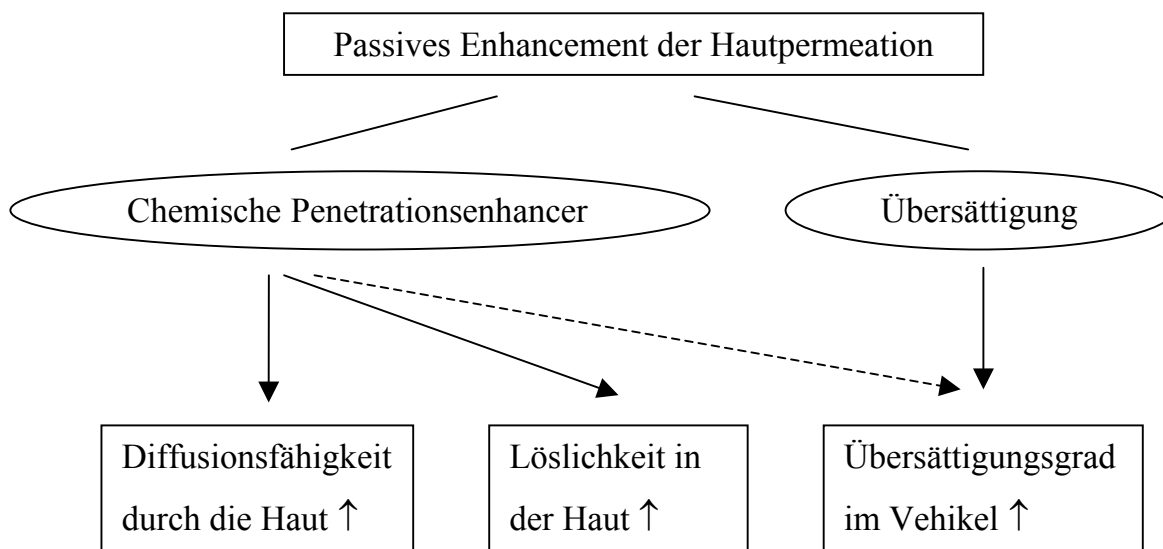 Passives Enhancement der Hautpermeation
Chemische Penetrationsenhancer
Übersättigung
Diffusionsfähigkeit
durch die Haut ↑
Löslichkeit in
der Haut ↑
Übersättigungsgrad
im Vehikel ↑